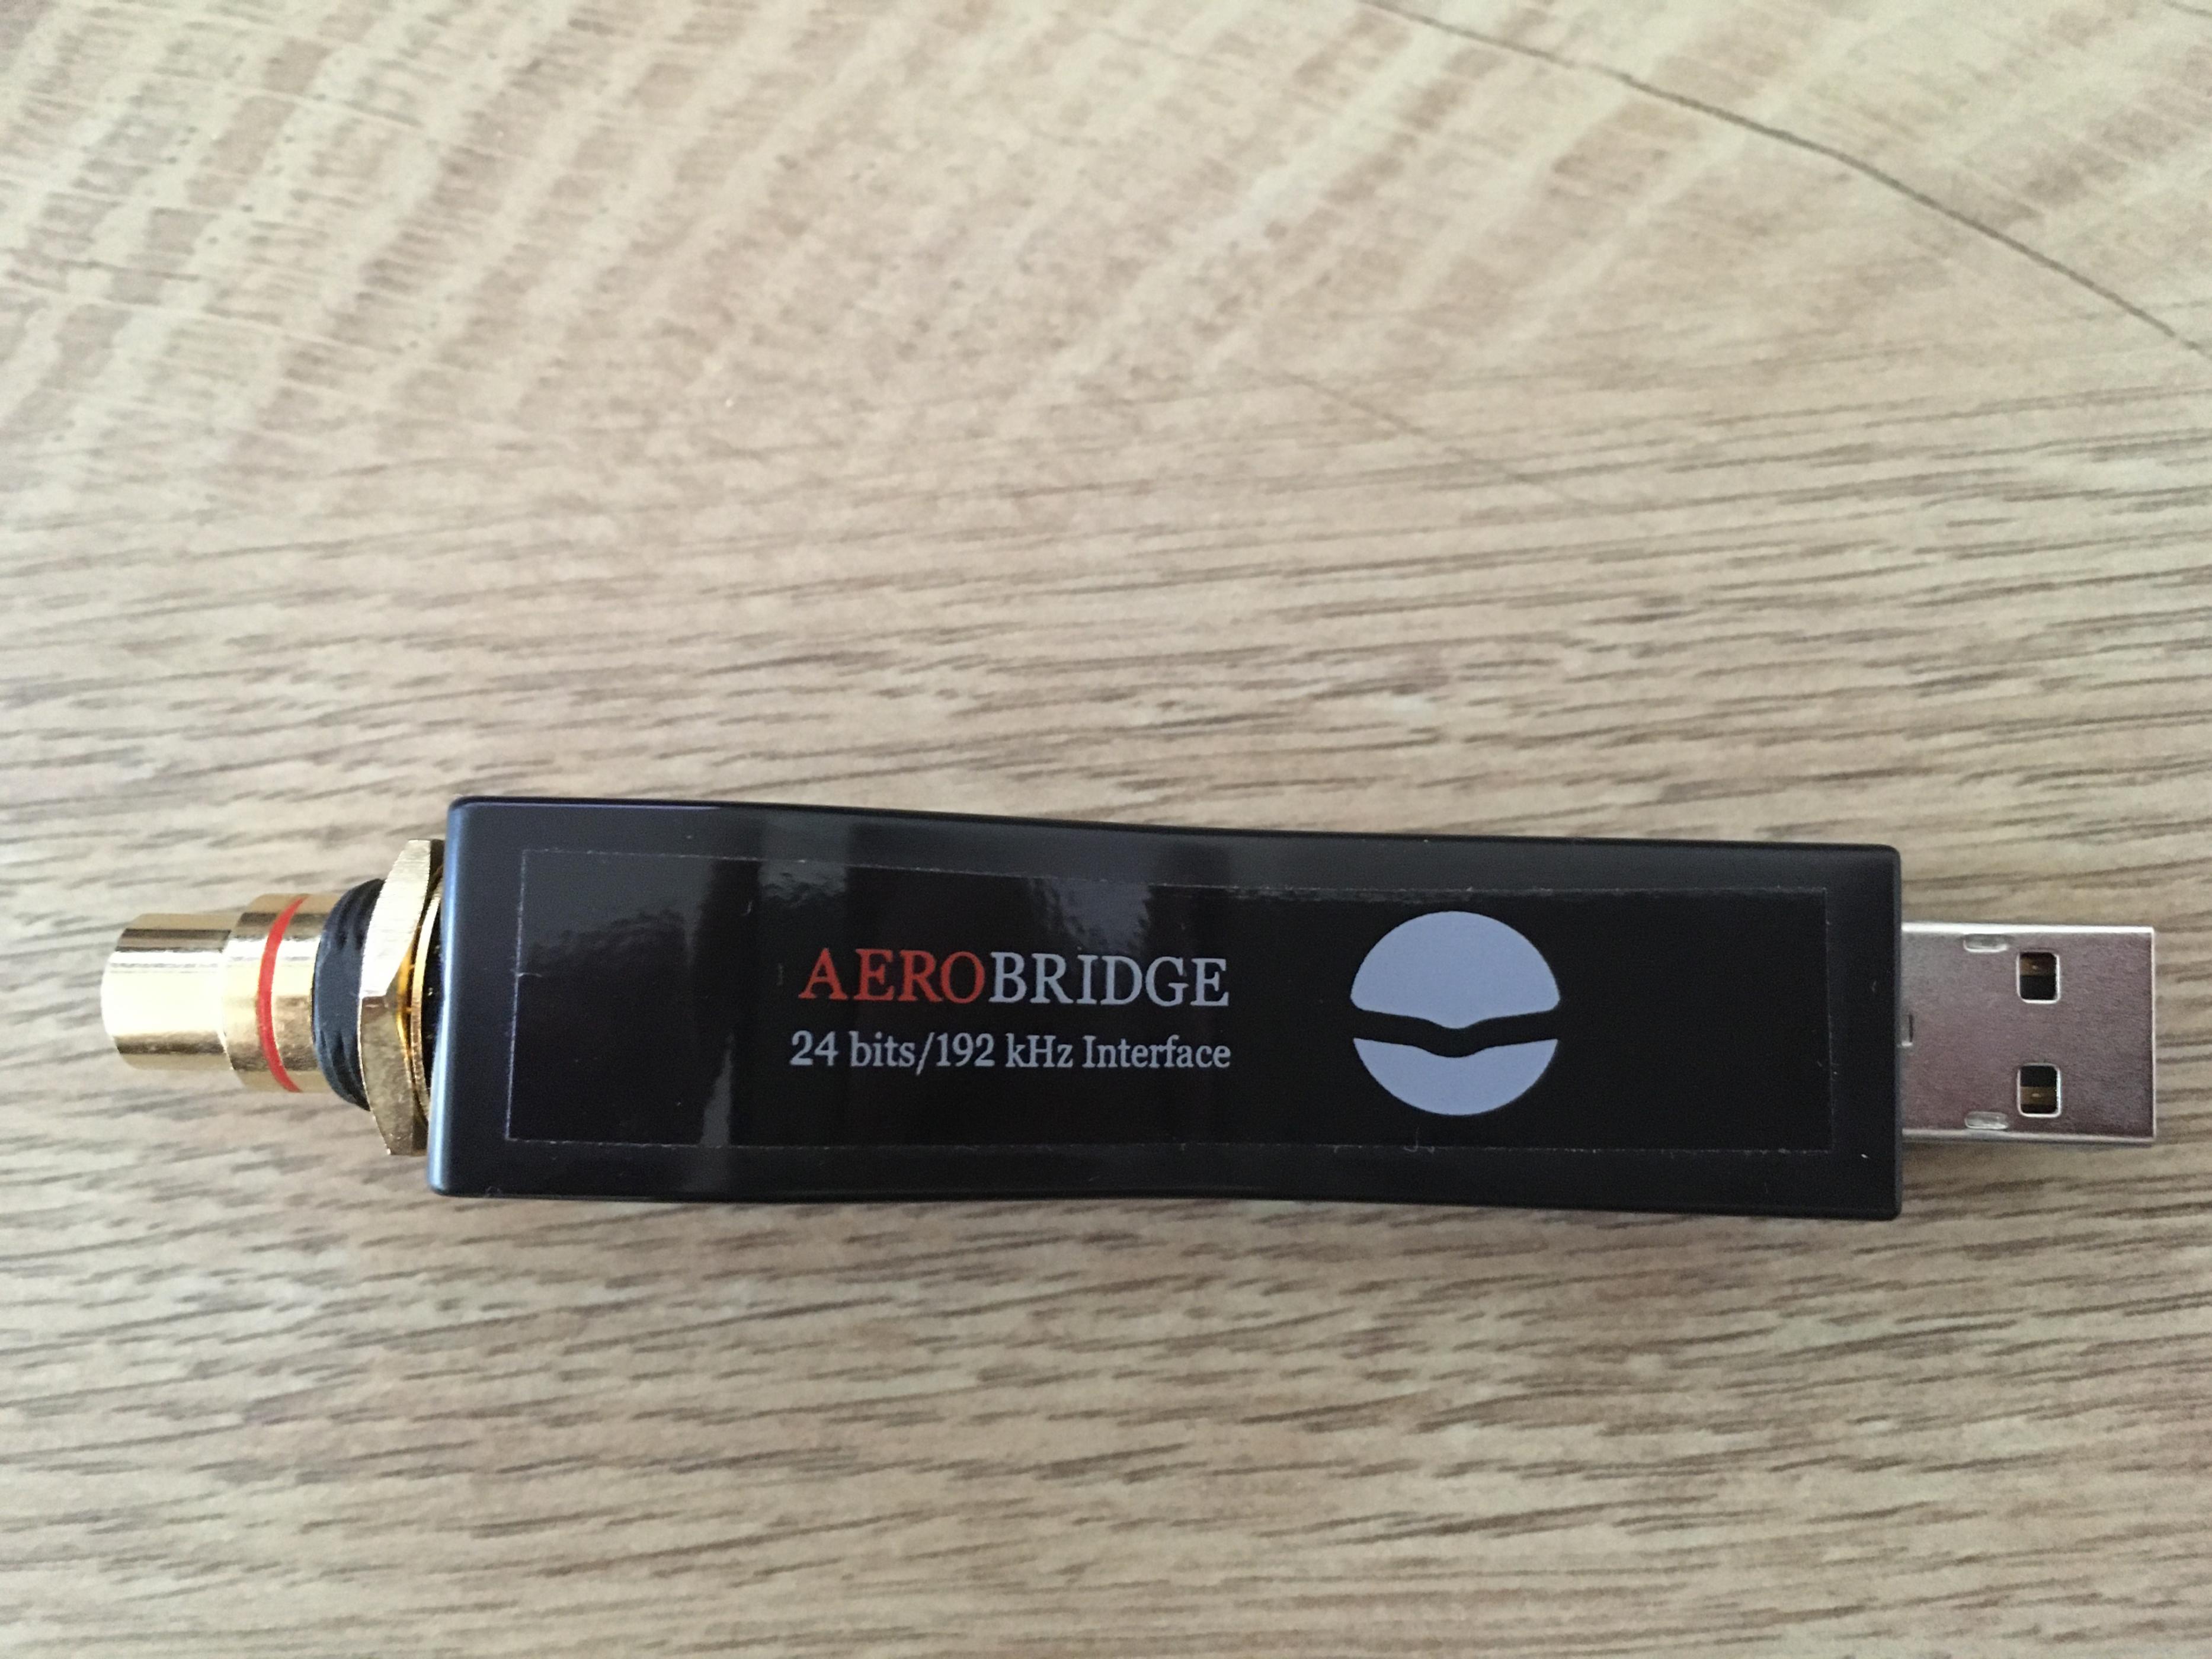 AEROBRIDGE
24 bits/192 kHz Interface